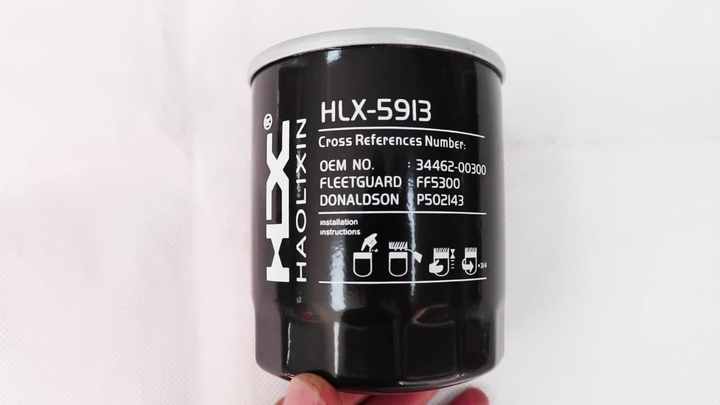 HLX®
HAOLIXIN
HLX-5913
Cross References Number:
OEM NO. : 34462-00300
FLEETGUARD : FF5300
DONALDSON : P502143
Installation
Instructions